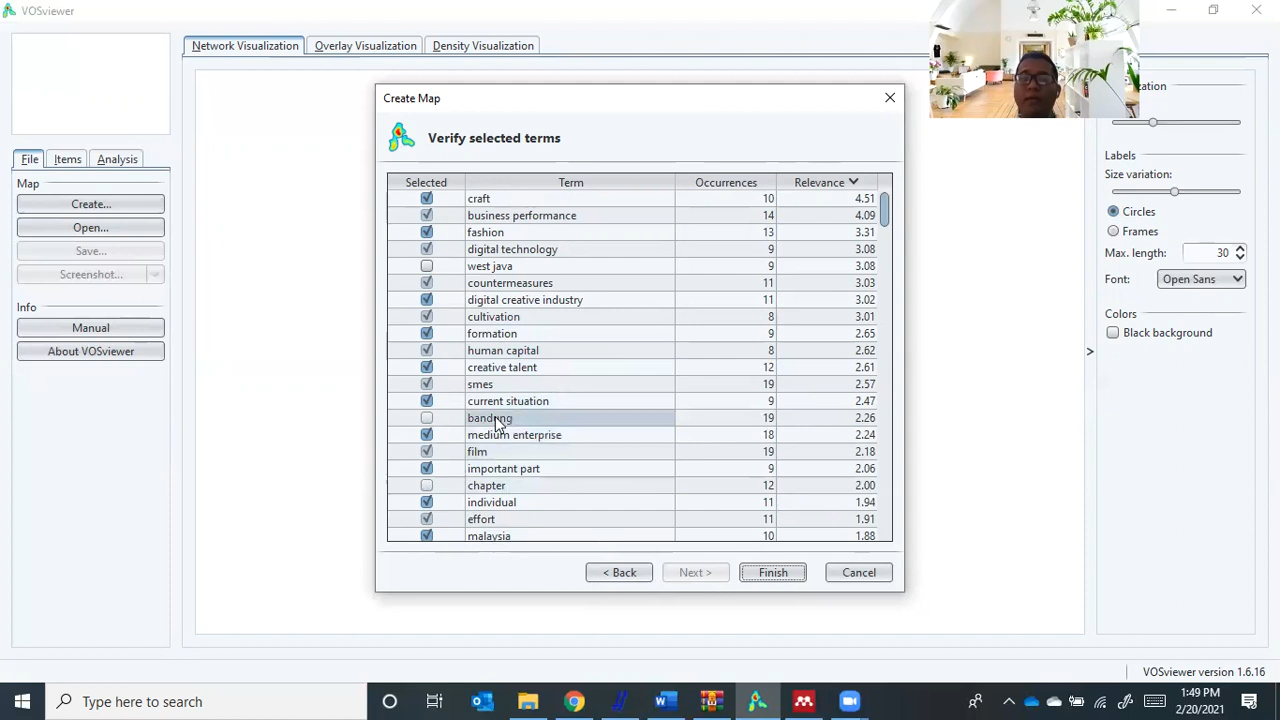 VOSviewer
Network Visualization Overlay Visualization Density Visualization
File Items Analysis
Map
Create...
Open...
Save...
Screenshot...
Info
Manual
About VOSviewer
Create Map
Verify selected terms
Selected Term Occurrences Relevance
craft 10 4.51
business performance 14 4.09
fashion 13 3.31
digital technology 9 3.08
west java 9 3.08
countermeasures 11 3.03
digital creative industry 11 3.02
cultivation 8 3.01
formation 9 2.65
human capital 8 2.62
creative talent 12 2.61
smes 19 2.57
current situation 9 2.47
bandung 19 2.26
medium enterprise 18 2.24
film 19 2.18
important part 9 2.06
chapter 12 2.00
individual 11 1.94
effort 11 1.91
malaysia 10 1.88
< Back Next > Finish Cancel
Labels
Size variation:
Circles
Frames
Max. length: 30
Font: Open Sans
Colors
Black background
>
VOSviewer version 1.6.16
Type here to search
1:49 PM
2/20/2021